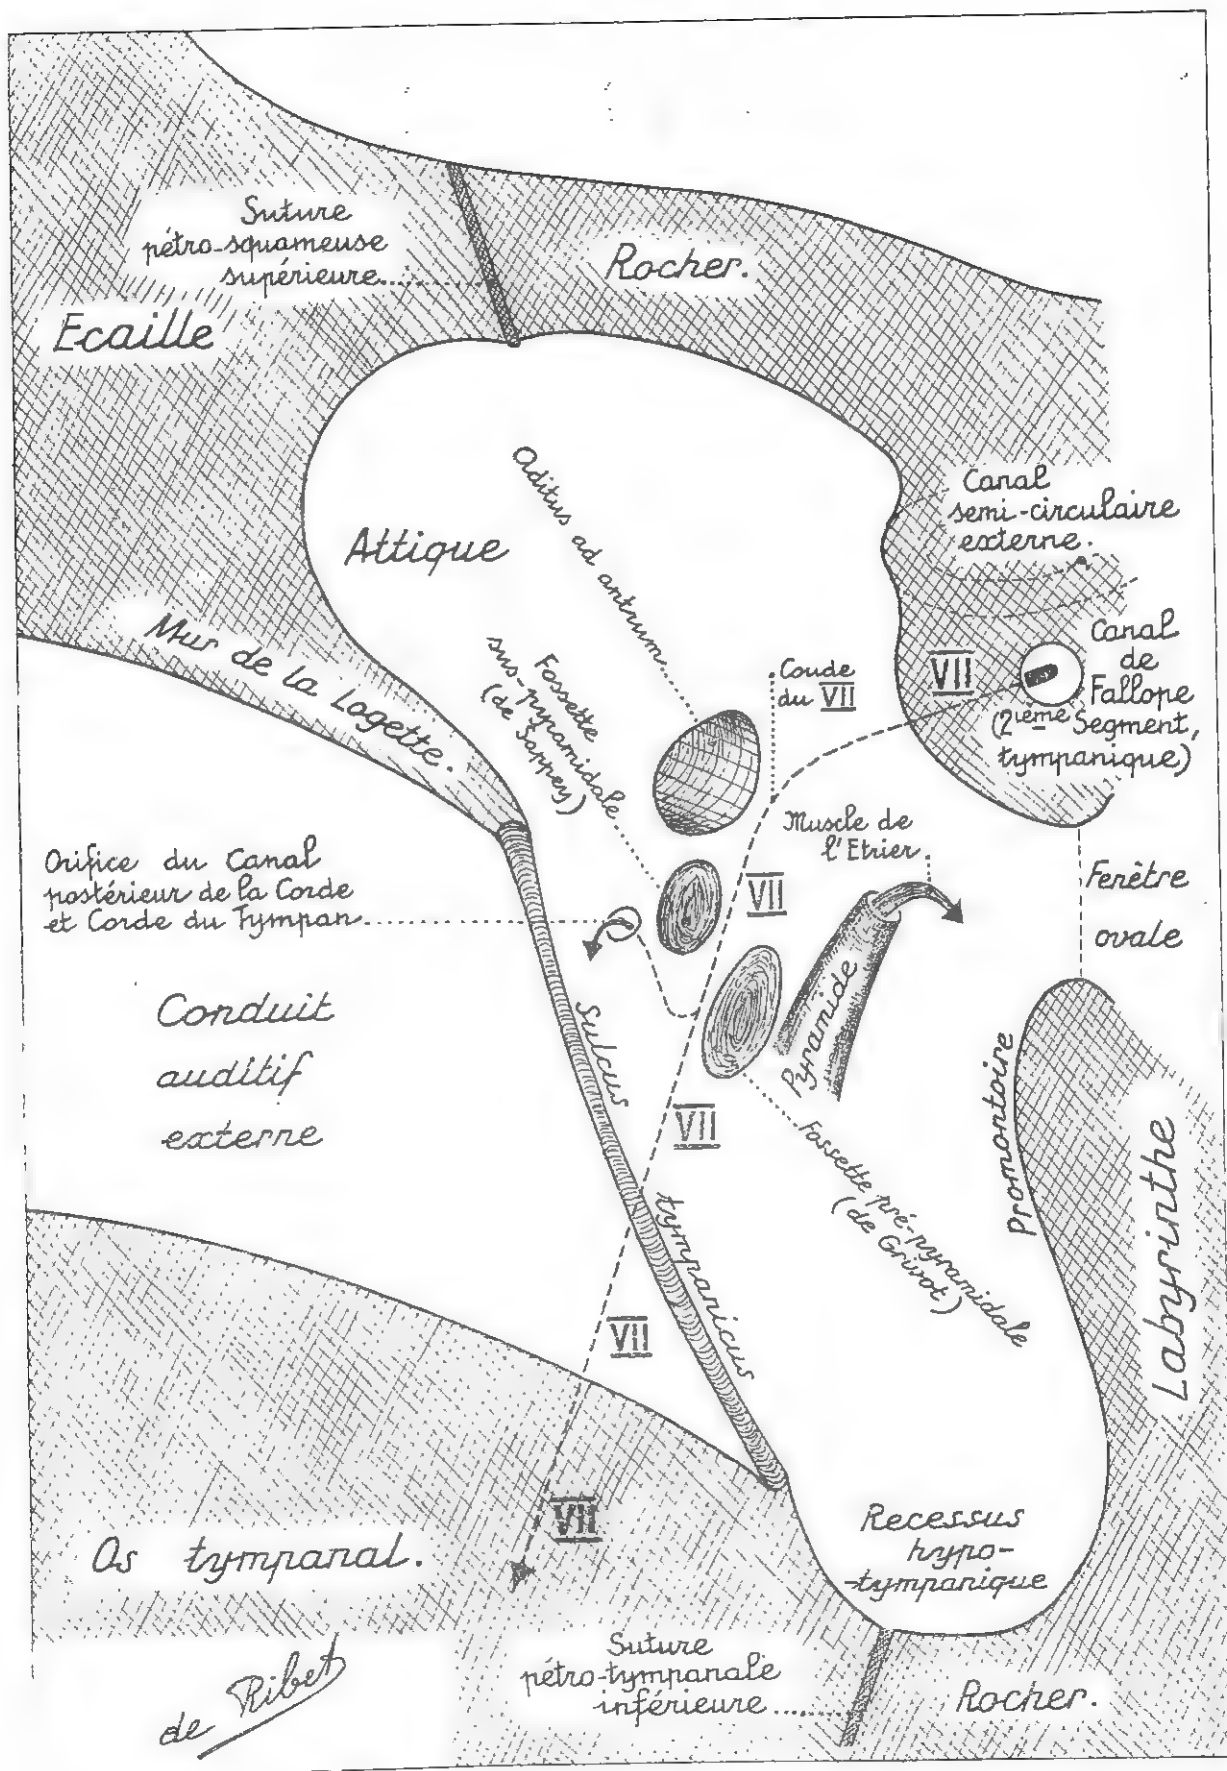 Suture
pétro-squameuse
supérieure
Rocher.
Ecaille
Canal
semi-circulaire
externe.
Aditus ad antrum
Attique
Mur de la Logette.
Fossette
sus-pyramidale
(de Sappey)
Coude
du VII
VII
Canal
de
Fallope
(2ième Segment,
tympanique)
Muscle de
l'Etrier
Orifice du Canal
postérieur de la Corde
et Corde du Tympan
VII
Fenêtre
ovale
Pyramide
Conduit
auditif
externe
Sulcus
tympanicus
VII
Fossette pré-pyramidale
(de Grivot)
Promontoire
Labyrinthe
VII
VII
Recessus
hypo-
-tympanique
Os tympanal.
Suture
pétro-tympanale
inférieure
Rocher.
de Ribet